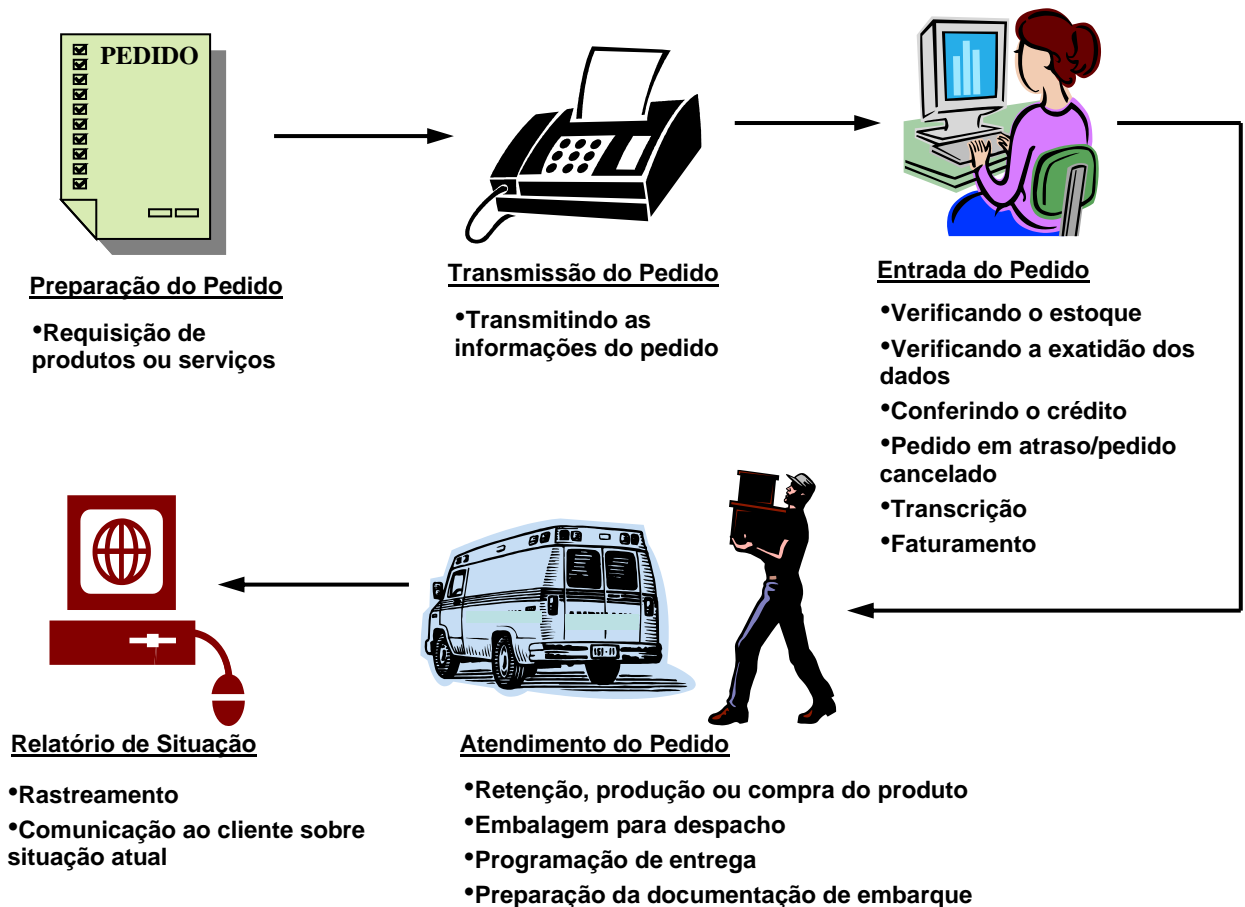 PEDIDO
Preparação do Pedido
•Requisição de
produtos ou serviços
Transmissão do Pedido
•Transmitindo as
informações do pedido
Entrada do Pedido
•Verificando o estoque
•Verificando a exatidão dos
dados
•Conferindo o crédito
•Pedido em atraso/pedido
cancelado
•Transcrição
•Faturamento
Atendimento do Pedido
•Retenção, produção ou compra do produto
•Embalagem para despacho
•Programação de entrega
•Preparação da documentação de embarque
Relatório de Situação
•Rastreamento
•Comunicação ao cliente sobre
situação atual